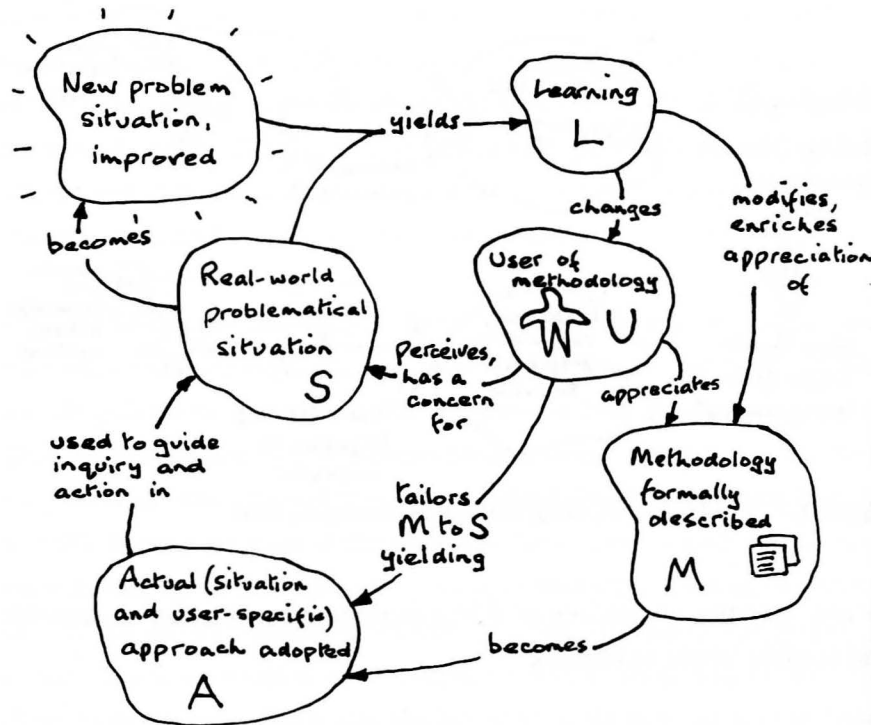 New problem
situation,
improved
yields
Learning
L
becomes
changes
modifies,
enriches
appreciation
of
Real-world
problematical
situation
S
User of
methodology
U
perceives,
has a
concern
for
appreciates
used to guide
inquiry and
action in
tailors
M to S
yielding
Methodology
formally
described
M
Actual (situation
and user-specific)
approach adopted
A
becomes